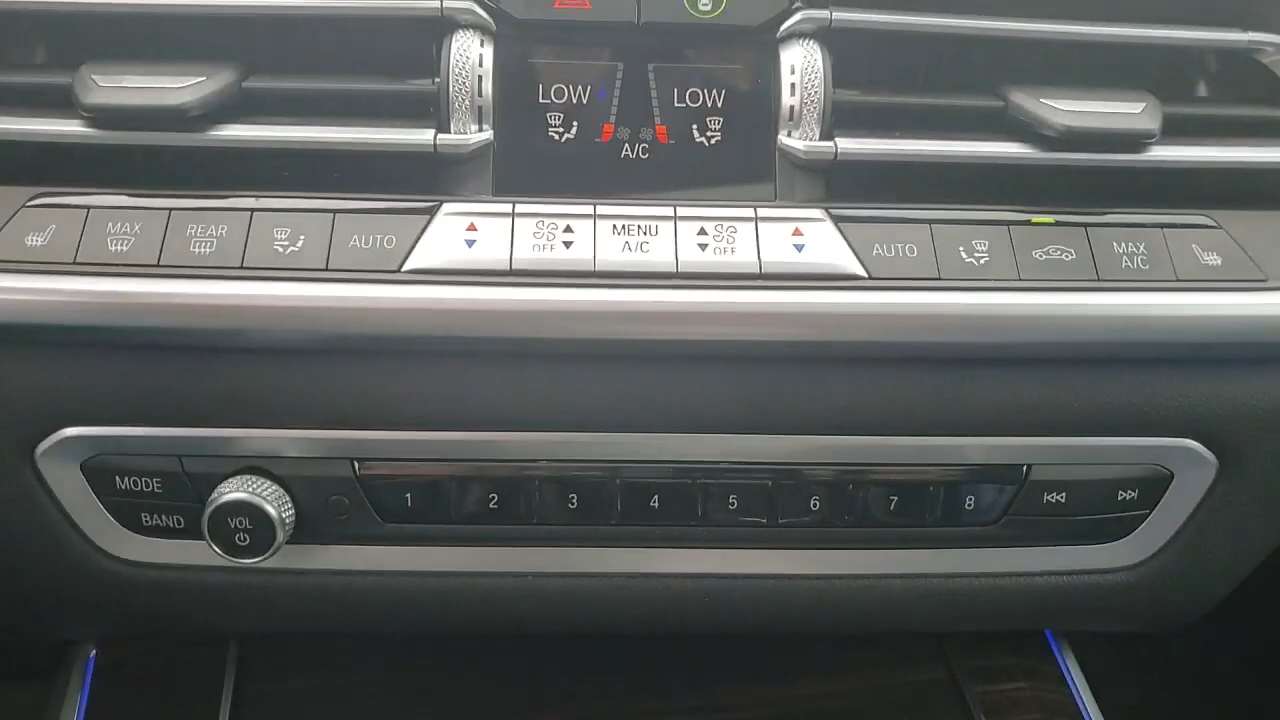 LOW LOW
A/C
MAX
REAR
AUTO
OFF
MENU
A/C
OFF
AUTO
MAX
A/C
MODE
BAND
VOL
1 2 3 4 5 6 7 8